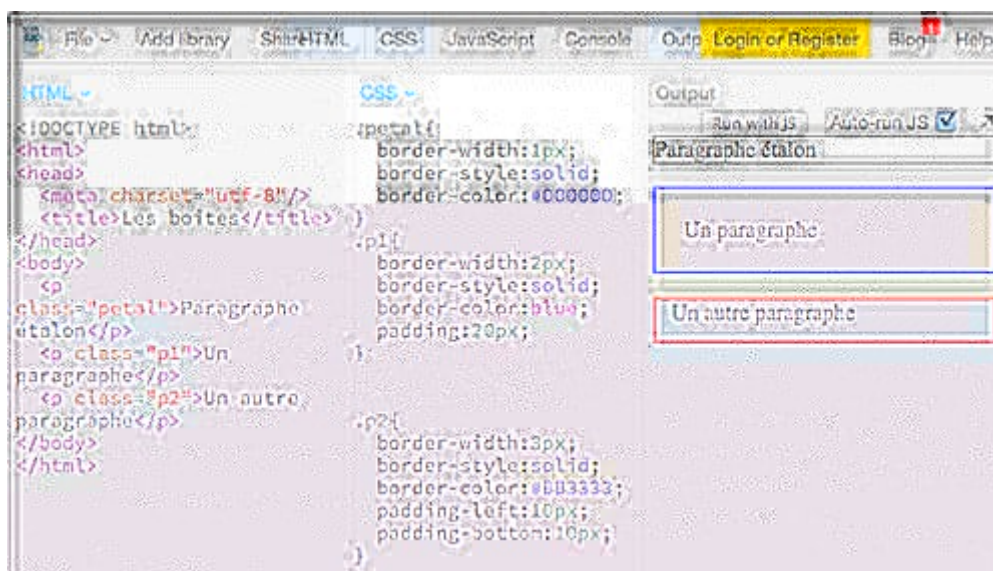 File Add library Share HTML CSS JavaScript Console Outp Login or Register Blog 1 Help
HTML
<!DOCTYPE html>
<html>
<head>
<meta charset="utf-8"/>
<title>Les boites</title>
</head>
<body>
<p
class="petal">Paragraphe
étalon</p>
<p class="p1">Un
paragraphe</p>
<p class="p2">Un autre
paragraphe</p>
</body>
</html>
CSS
.petal{
border-width:1px;
border-style:solid;
border-color:#000000;
}
.p1{
border-width:2px;
border-style:solid;
border-color:blue;
padding:20px;
}
.p2{
border-width:3px;
border-style:solid;
border-color:#DD3333;
padding-left:10px;
padding-bottom:10px;
}
Output
Run with JS Auto-run JS
Paragraphe étalon
Un paragraphe
Un autre paragraphe